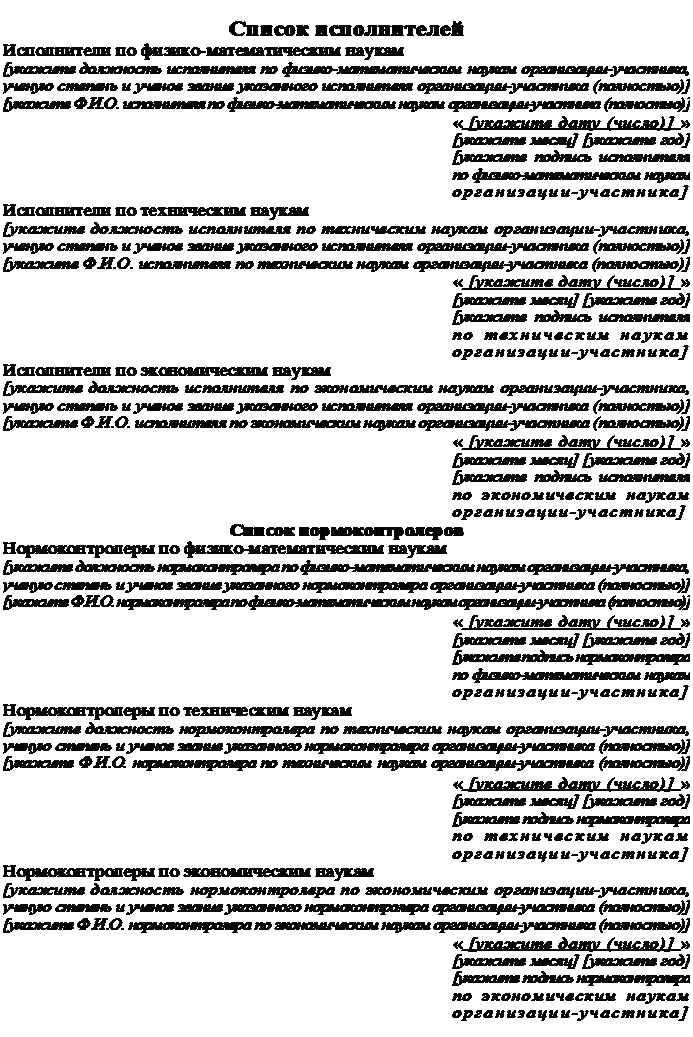 Список исполнителей
Исполнители по физико-математическим наукам
[укажите должность исполнителя по физико-математическим наукам организации-участника,
ученую степень и ученое звание указанного исполнителя организации-участника (полностью)]
[укажите Ф.И.О. исполнителя по физико-математическим наукам организации-участника (полностью)]
« [укажите дату (число)] »
[укажите месяц] [укажите год]
[укажите подпись исполнителя
по физико-математическим наукам
организации-участника]
Исполнители по техническим наукам
[укажите должность исполнителя по техническим наукам организации-участника,
ученую степень и ученое звание указанного исполнителя организации-участника (полностью)]
[укажите Ф.И.О. исполнителя по техническим наукам организации-участника (полностью)]
« [укажите дату (число)] »
[укажите месяц] [укажите год]
[укажите подпись исполнителя
по техническим наукам
организации-участника]
Исполнители по экономическим наукам
[укажите должность исполнителя по экономическим наукам организации-участника,
ученую степень и ученое звание указанного исполнителя организации-участника (полностью)]
[укажите Ф.И.О. исполнителя по экономическим наукам организации-участника (полностью)]
« [укажите дату (число)] »
[укажите месяц] [укажите год]
[укажите подпись исполнителя
по экономическим наукам
организации-участника]
Список нормоконтролеров
Нормоконтролеры по физико-математическим наукам
[укажите должность нормоконтролера по физико-математическим наукам организации-участника,
ученую степень и ученое звание указанного нормоконтролера организации-участника (полностью)]
[укажите Ф.И.О. нормоконтролера по физико-математическим наукам организации-участника (полностью)]
« [укажите дату (число)] »
[укажите месяц] [укажите год]
[укажите подпись нормоконтролера
по физико-математическим наукам
организации-участника]
Нормоконтролеры по техническим наукам
[укажите должность нормоконтролера по техническим наукам организации-участника,
ученую степень и ученое звание указанного нормоконтролера организации-участника (полностью)]
[укажите Ф.И.О. нормоконтролера по техническим наукам организации-участника (полностью)]
« [укажите дату (число)] »
[укажите месяц] [укажите год]
[укажите подпись нормоконтролера
по техническим наукам
организации-участника]
Нормоконтролеры по экономическим наукам
[укажите должность нормоконтролера по экономическим организации-участника,
ученую степень и ученое звание указанного нормоконтролера организации-участника (полностью)]
[укажите Ф.И.О. нормоконтролера по экономическим наукам организации-участника (полностью)]
« [укажите дату (число)] »
[укажите месяц] [укажите год]
[укажите подпись нормоконтролера
по экономическим наукам
организации-участника]